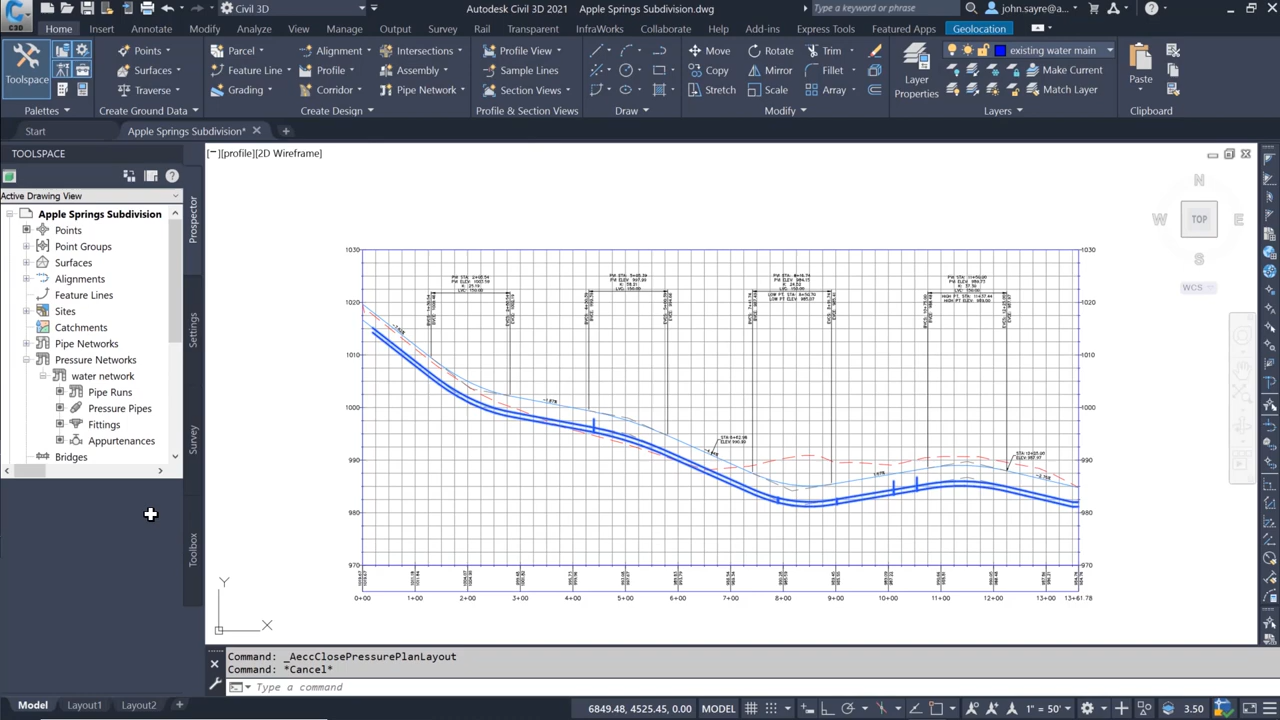 C3D
Civil 3D
Autodesk Civil 3D 2021 Apple Springs Subdivision.dwg
Type a keyword or phrase
john.sayre@a...
Home Insert Annotate Modify Analyze View Manage Output Survey Rail Transparent InfraWorks Collaborate Help Add-ins Express Tools Featured Apps Geolocation
Toolspace
Points
Surfaces
Traverse
Parcel
Feature Line
Grading
Alignment
Profile
Corridor
Intersections
Assembly
Pipe Network
Profile View
Sample Lines
Section Views
Move
Copy
Stretch
Rotate
Mirror
Scale
Trim
Fillet
Array
Layer
Properties
existing water main
Make Current
Match Layer
Paste
Palettes
Create Ground Data
Create Design
Profile & Section Views
Draw
Modify
Layers
Clipboard
Start
Apple Springs Subdivision*
TOOLSPACE
Active Drawing View
Apple Springs Subdivision
Points
Point Groups
Surfaces
Alignments
Feature Lines
Sites
Catchments
Pipe Networks
Pressure Networks
water network
Pipe Runs
Pressure Pipes
Fittings
Appurtenances
Bridges
Prospector
Settings
Survey
Toolbox
[−][profile][2D Wireframe]
N
W
TOP
E
S
WCS
1030 1030
1020 1020
1010 1010
1000 1000
990 990
980 980
970 970
0+00 1+00 2+00 3+00 4+00 5+00 6+00 7+00 8+00 9+00 10+00 11+00 12+00 13+00 13+61.78
Y
X
Command: _AeccClosePressurePlanLayout
Command: *Cancel*
Type a command
Model Layout1 Layout2
6849.48, 4525.45, 0.00 MODEL
1" = 50'
3.50